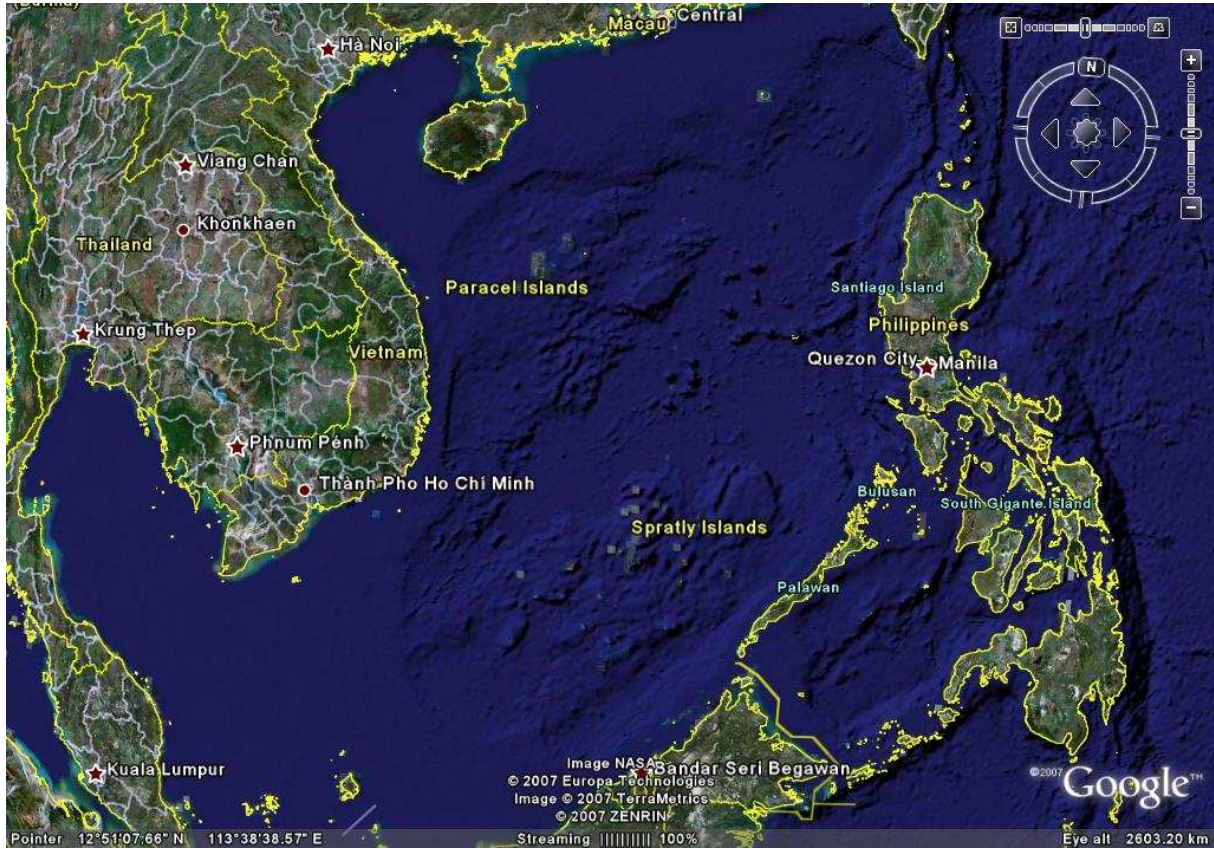 (Burma)
Macau
Central
Hà Noi
N
Viang Chan
Khonkhaen
Thailand
Paracel Islands
Santiago Island
Krung Thep
Philippines
Vietnam
Quezon City
Manila
Phnum Pénh
Thành Pho Ho Chí Minh
Bulusan
South Gigante Island
Spratly Islands
Palawan
Kuala Lumpur
Bandar Seri Begawan
Image NASA
© 2007 Europa Technologies
Image © 2007 TerraMetrics
© 2007 ZENRIN
©2007 Google™
Pointer 12°51'07.66" N 113°38'38.57" E
Streaming |||||||||| 100%
Eye alt 2603.20 km